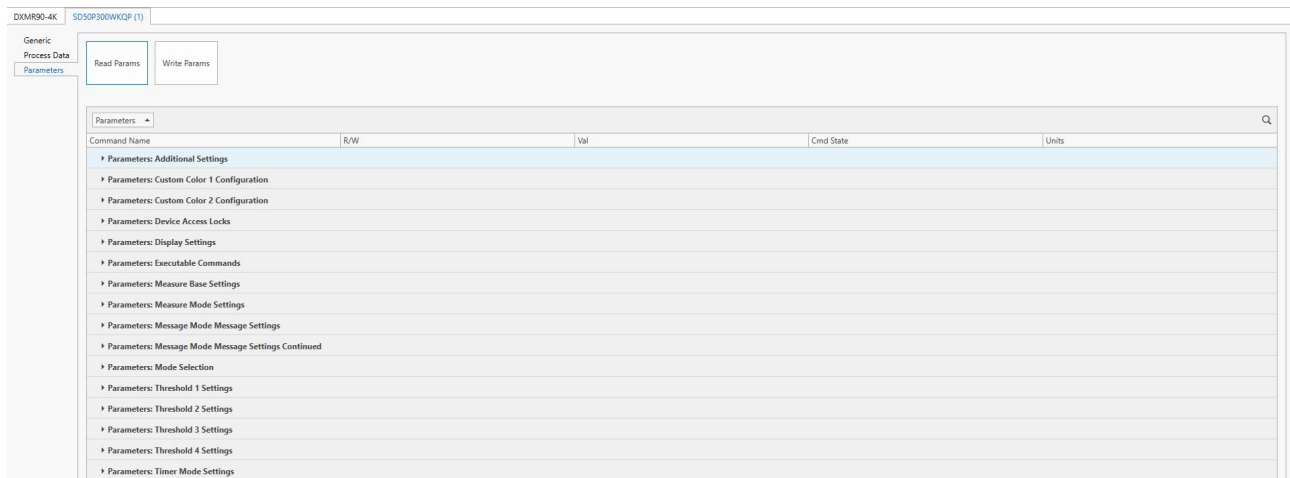 DXMR90-4K SD50P300WKQP (1)
Generic
Process Data
Parameters
Read Params Write Params
Parameters
Command Name R/W Val Cmd State Units
Parameters: Additional Settings
Parameters: Custom Color 1 Configuration
Parameters: Custom Color 2 Configuration
Parameters: Device Access Locks
Parameters: Display Settings
Parameters: Executable Commands
Parameters: Measure Base Settings
Parameters: Measure Mode Settings
Parameters: Message Mode Message Settings
Parameters: Message Mode Message Settings Continued
Parameters: Mode Selection
Parameters: Threshold 1 Settings
Parameters: Threshold 2 Settings
Parameters: Threshold 3 Settings
Parameters: Threshold 4 Settings
Parameters: Timer Mode Settings